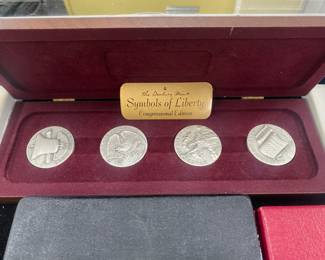 The Danbury Mint
Symbols of Liberty
Congressional Edition